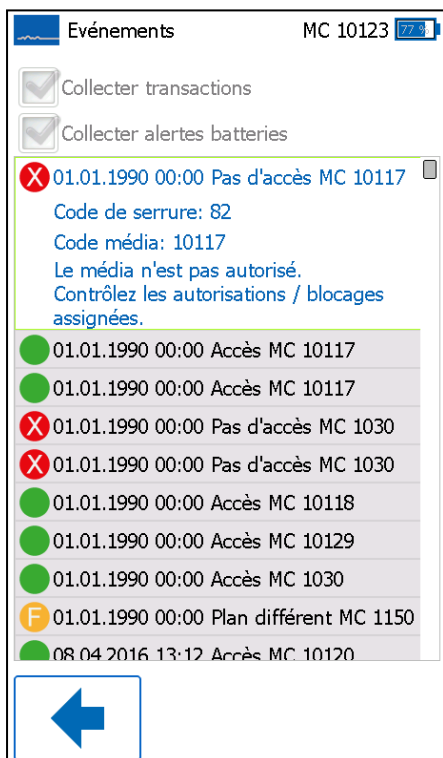 Evénements MC 10123 77 %
Collecter transactions
Collecter alertes batteries
X 01.01.1990 00:00 Pas d'accès MC 10117
Code de serrure: 82
Code média: 10117
Le média n'est pas autorisé.
Contrôlez les autorisations / blocages
assignées.
01.01.1990 00:00 Accès MC 10117
01.01.1990 00:00 Accès MC 10117
X 01.01.1990 00:00 Pas d'accès MC 1030
X 01.01.1990 00:00 Pas d'accès MC 1030
01.01.1990 00:00 Accès MC 10118
01.01.1990 00:00 Accès MC 10129
01.01.1990 00:00 Accès MC 1030
F 01.01.1990 00:00 Plan différent MC 1150
08.04.2016 13:12 Accès MC 10120